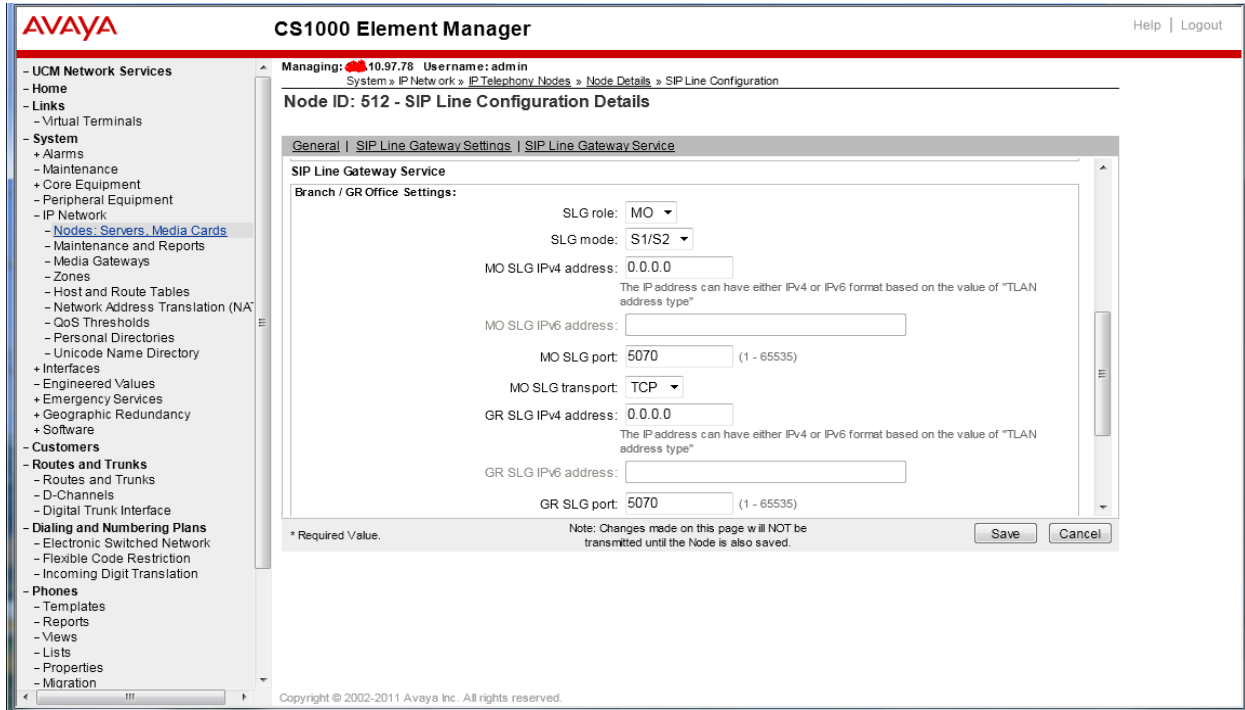 AVAYA
CS1000 Element Manager
Help | Logout
– UCM Network Services
– Home
– Links
– Virtual Terminals
– System
+ Alarms
– Maintenance
+ Core Equipment
– Peripheral Equipment
– IP Network
– Nodes: Servers, Media Cards
– Maintenance and Reports
– Media Gateways
– Zones
– Host and Route Tables
– Network Address Translation (NA
– QoS Thresholds
– Personal Directories
– Unicode Name Directory
+ Interfaces
– Engineered Values
+ Emergency Services
+ Geographic Redundancy
+ Software
– Customers
– Routes and Trunks
– Routes and Trunks
– D-Channels
– Digital Trunk Interface
– Dialing and Numbering Plans
– Electronic Switched Network
– Flexible Code Restriction
– Incoming Digit Translation
– Phones
– Templates
– Reports
– Views
– Lists
– Properties
– Migration
Managing: .10.97.78 Username: admin
System » IP Network » IP Telephony Nodes » Node Details » SIP Line Configuration
Node ID: 512 - SIP Line Configuration Details
General | SIP Line Gateway Settings | SIP Line Gateway Service
SIP Line Gateway Service
Branch / GR Office Settings:
SLG role: MO
SLG mode: S1/S2
MO SLG IPv4 address: 0.0.0.0
The IP address can have either IPv4 or IPv6 format based on the value of "TLAN
address type"
MO SLG IPv6 address:
MO SLG port: 5070 (1 - 65535)
MO SLG transport: TCP
GR SLG IPv4 address: 0.0.0.0
The IP address can have either IPv4 or IPv6 format based on the value of "TLAN
address type"
GR SLG IPv6 address:
GR SLG port: 5070 (1 - 65535)
* Required Value.
Note: Changes made on this page will NOT be
transmitted until the Node is also saved.
Save
Cancel
Copyright © 2002-2011 Avaya Inc. All rights reserved.